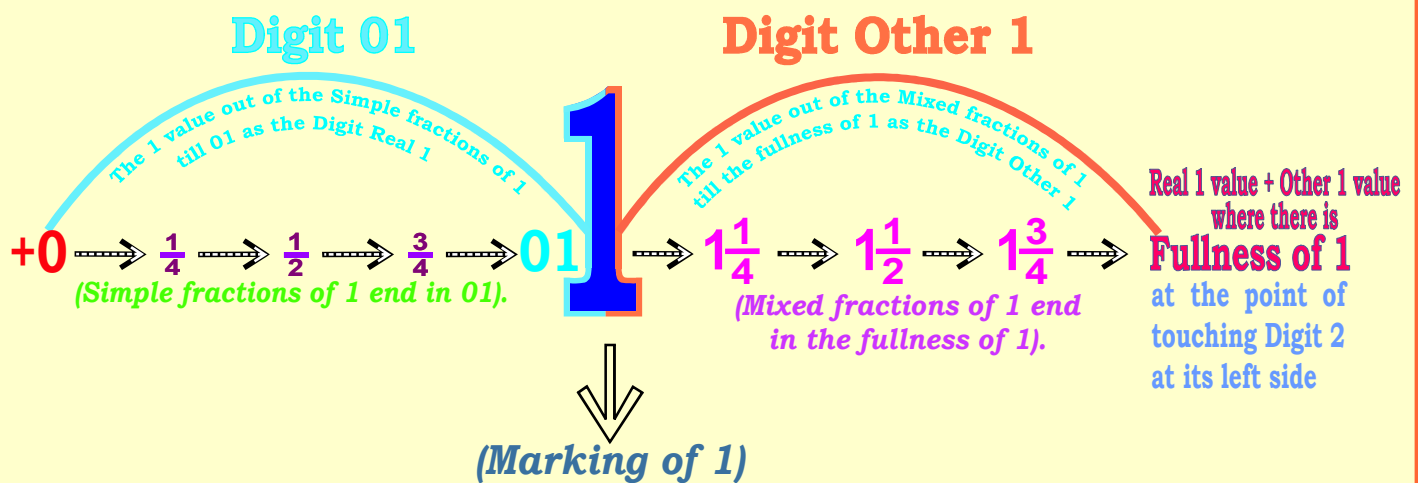 Digit 01
Digit Other 1
The 1 value out of the Simple fractions of 1
till 01 as the Digit Real 1
The 1 value out of the Mixed fractions of 1
till the fullness of 1 as the Digit Other 1
+0 1/4 1/2 3/4 01 1 1 1/4 1 1/2 1 3/4
(Simple fractions of 1 end in 01).
(Mixed fractions of 1 end
in the fullness of 1).
Real 1 value + Other 1 value
where there is
Fullness of 1
at the point of
touching Digit 2
at its left side
(Marking of 1)